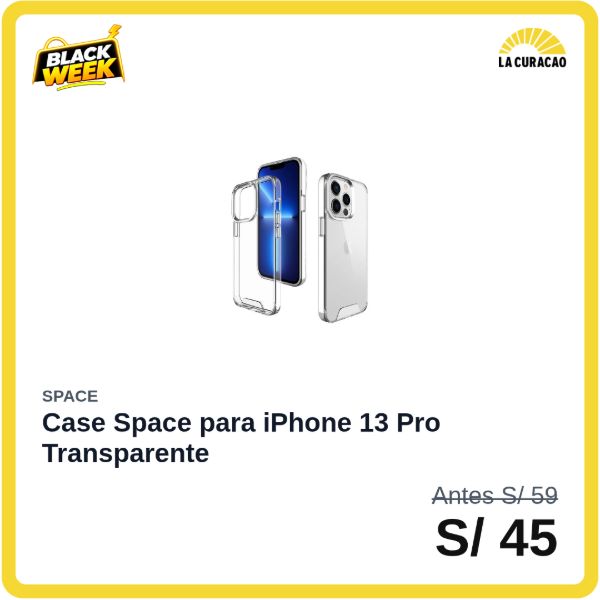 BLACK
WEEK
LA CURACAO
SPACE
Case Space para iPhone 13 Pro
Transparente
Antes S/ 59
S/ 45